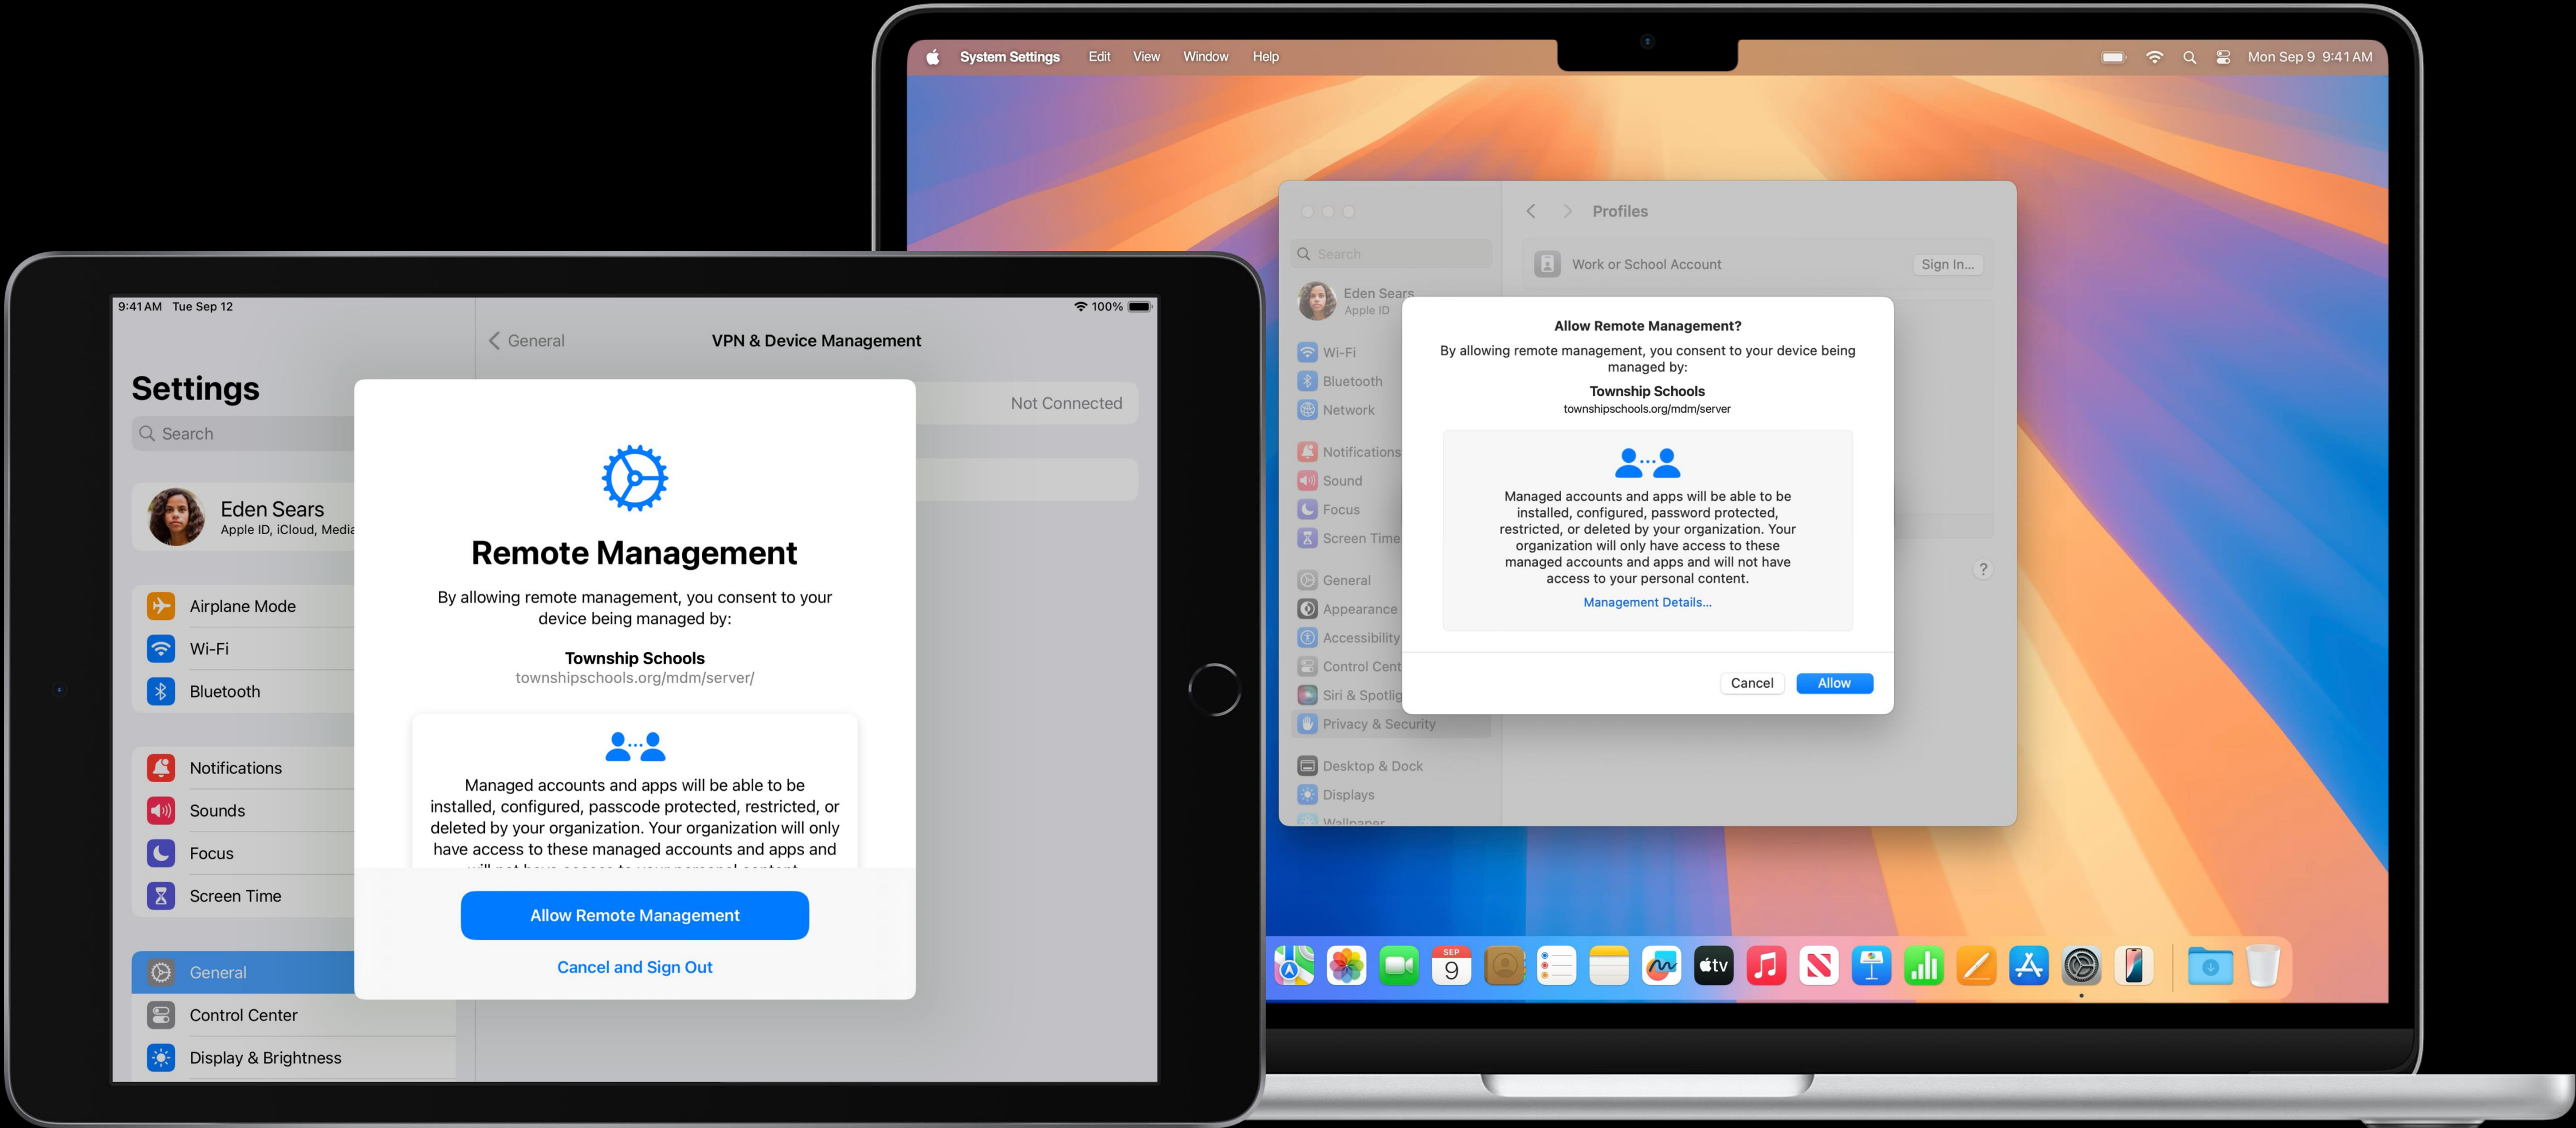 9:41 AM Tue Sep 12
100%
Settings
Search
Eden Sears
Apple ID, iCloud, Media
Airplane Mode
Wi-Fi
Bluetooth
Notifications
Sounds
Focus
Screen Time
General
Control Center
Display & Brightness
General
VPN & Device Management
Not Connected
Remote Management
By allowing remote management, you consent to your
device being managed by:
Township Schools
townshipschools.org/mdm/server/
Managed accounts and apps will be able to be
installed, configured, passcode protected, restricted, or
deleted by your organization. Your organization will only
have access to these managed accounts and apps and
will not have access to your personal content.
Allow Remote Management
Cancel and Sign Out
System Settings Edit View Window Help
Mon Sep 9 9:41 AM
Search
Eden Sears
Apple ID
Wi-Fi
Bluetooth
Network
Notifications
Sound
Focus
Screen Time
General
Appearance
Accessibility
Control Cent
Siri & Spotlig
Privacy & Security
Desktop & Dock
Displays
Wallpaper
Profiles
Work or School Account
Sign In...
?
Allow Remote Management?
By allowing remote management, you consent to your device being
managed by:
Township Schools
townshipschools.org/mdm/server
Managed accounts and apps will be able to be
installed, configured, password protected,
restricted, or deleted by your organization. Your
organization will only have access to these
managed accounts and apps and will not have
access to your personal content.
Management Details...
Cancel
Allow
SEP
9
tv